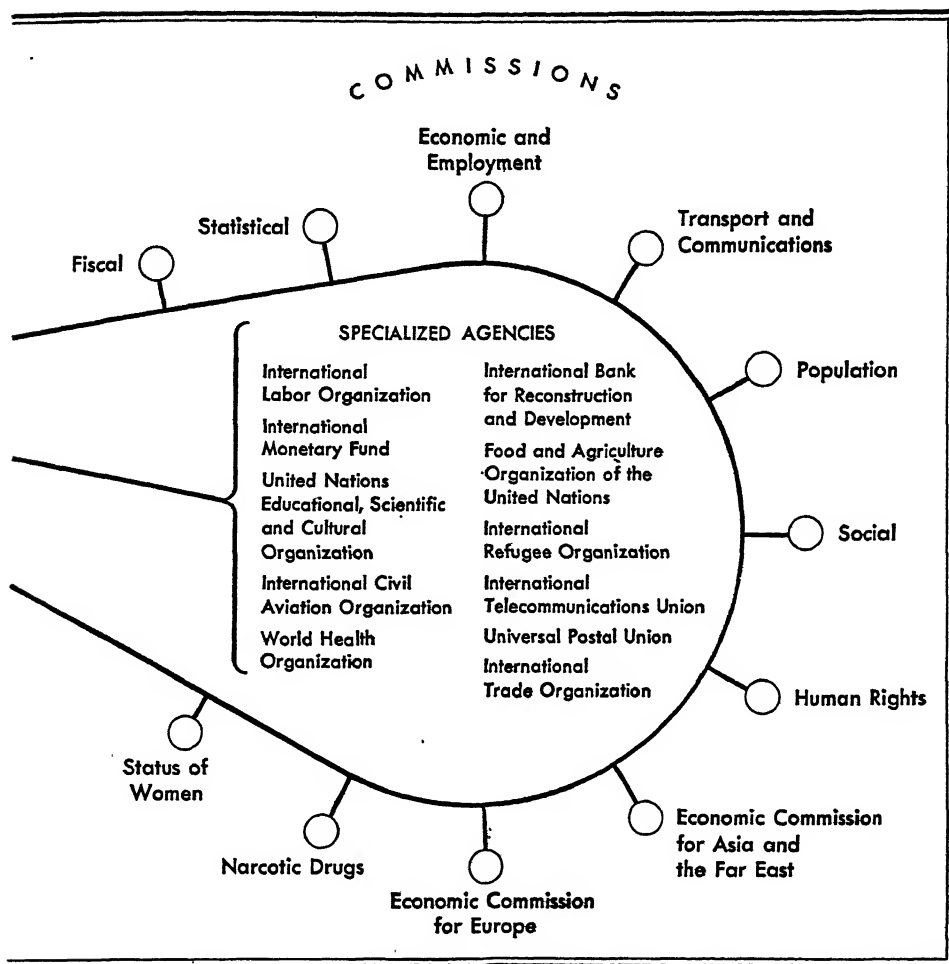 COMMISSIONS
Economic and
Employment
Statistical
Fiscal
Transport and
Communications
Population
Social
Human Rights
Economic Commission
for Asia and
the Far East
Economic Commission
for Europe
Narcotic Drugs
Status of
Women
SPECIALIZED AGENCIES
International
Labor Organization
International
Monetary Fund
United Nations
Educational, Scientific
and Cultural
Organization
International Civil
Aviation Organization
World Health
Organization
International Bank
for Reconstruction
and Development
Food and Agriculture
Organization of the
United Nations
International
Refugee Organization
International
Telecommunications Union
Universal Postal Union
International
Trade Organization